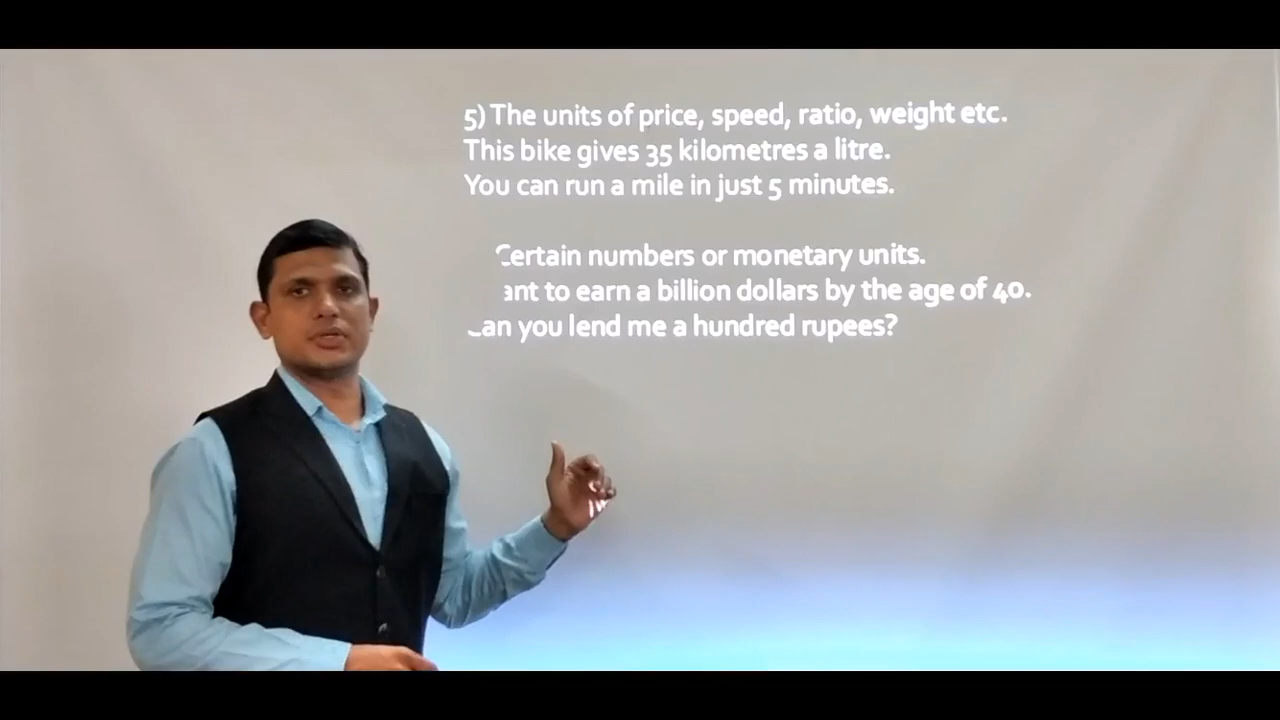 5) The units of price, speed, ratio, weight etc.
This bike gives 35 kilometres a litre.
You can run a mile in just 5 minutes.
Certain numbers or monetary units.
to earn a billion dollars by the age of 40.
Can you lend me a hundred rupees?